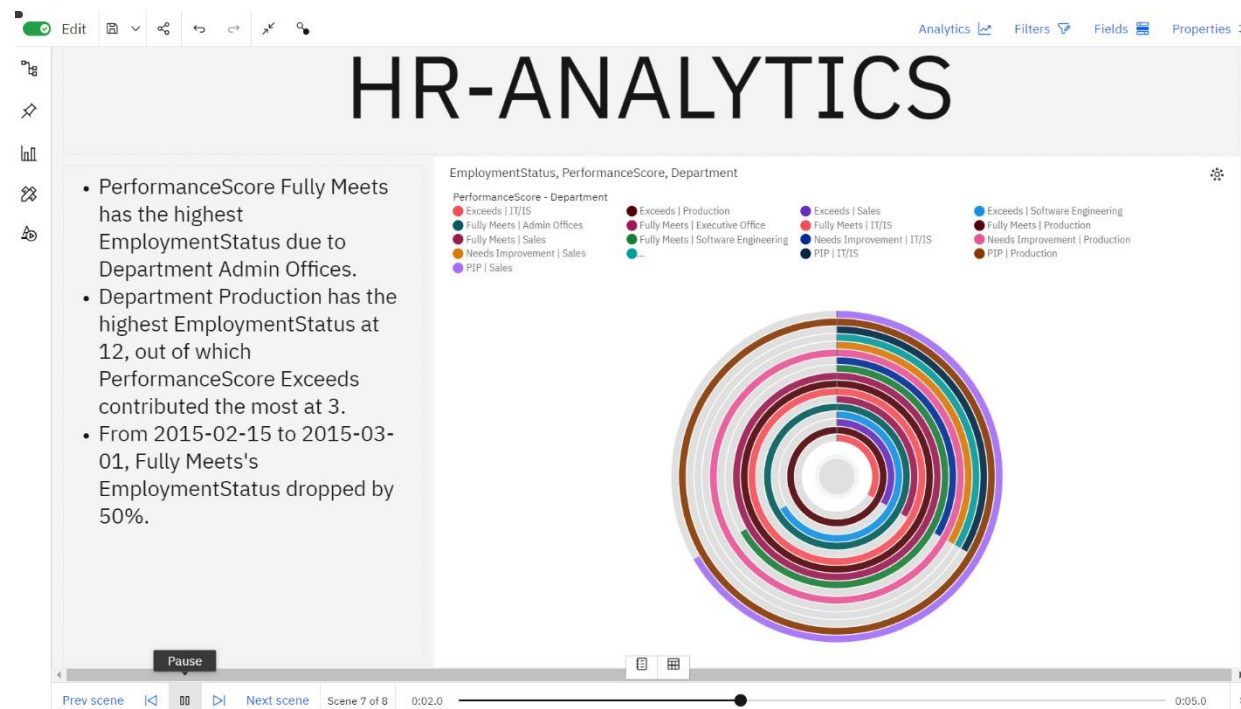 Edit
Analytics
Filters
Fields
Properties
HR-ANALYTICS
• PerformanceScore Fully Meets
has the highest
EmploymentStatus due to
Department Admin Offices.
• Department Production has the
highest EmploymentStatus at
12, out of which
PerformanceScore Exceeds
contributed the most at 3.
• From 2015-02-15 to 2015-03-
01, Fully Meets's
EmploymentStatus dropped by
50%.
EmploymentStatus, PerformanceScore, Department
PerformanceScore - Department
Exceeds | IT/IS
Exceeds | Production
Exceeds | Sales
Exceeds | Software Engineering
Fully Meets | Admin Offices
Fully Meets | Executive Office
Fully Meets | IT/IS
Fully Meets | Production
Fully Meets | Sales
Fully Meets | Software Engineering
Needs Improvement | IT/IS
Needs Improvement | Production
Needs Improvement | Sales
...
PIP | IT/IS
PIP | Production
PIP | Sales
Pause
Prev scene
Next scene
Scene 7 of 8
0:02.0
0:05.0